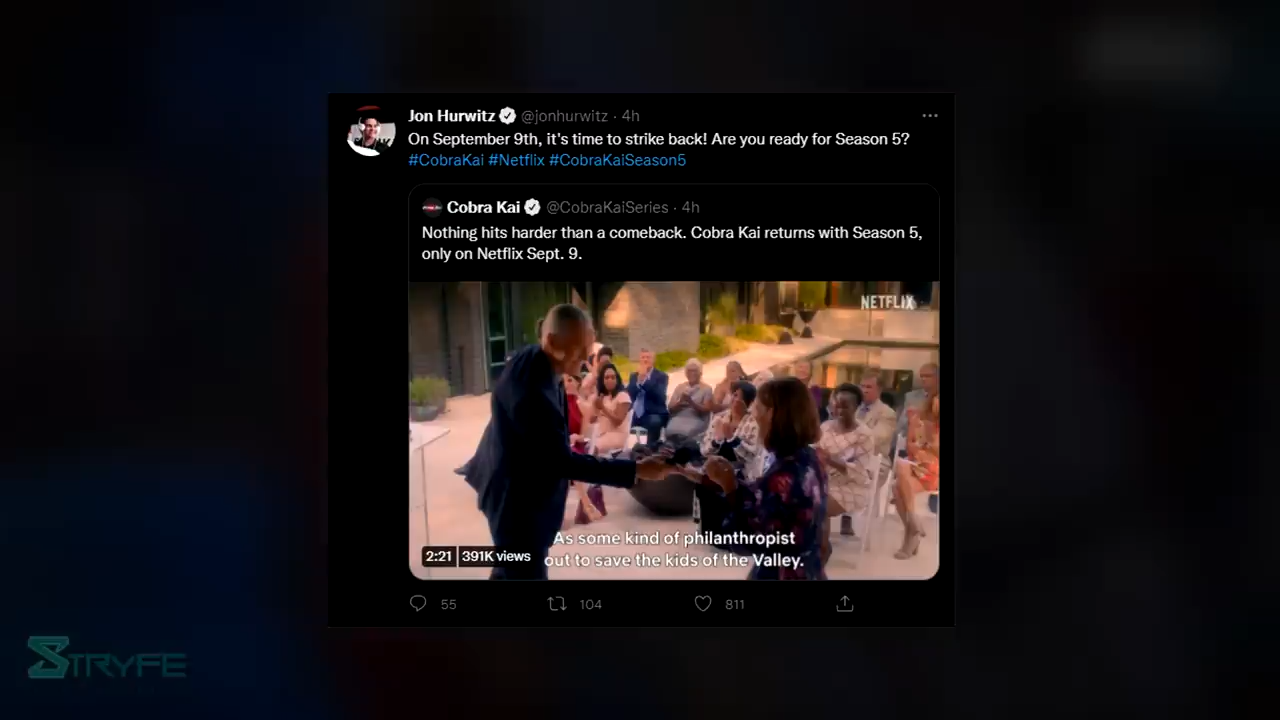 Jon Hurwitz @jonhurwitz · 4h
On September 9th, it's time to strike back! Are you ready for Season 5?
#CobraKai #Netflix #CobraKaiSeason5
Cobra Kai @CobraKaiSeries · 4h
Nothing hits harder than a comeback. Cobra Kai returns with Season 5,
only on Netflix Sept. 9.
NETFLIX
As some kind of philanthropist
out to save the kids of the Valley.
2:21 391K views
55 104 811
STRYFE